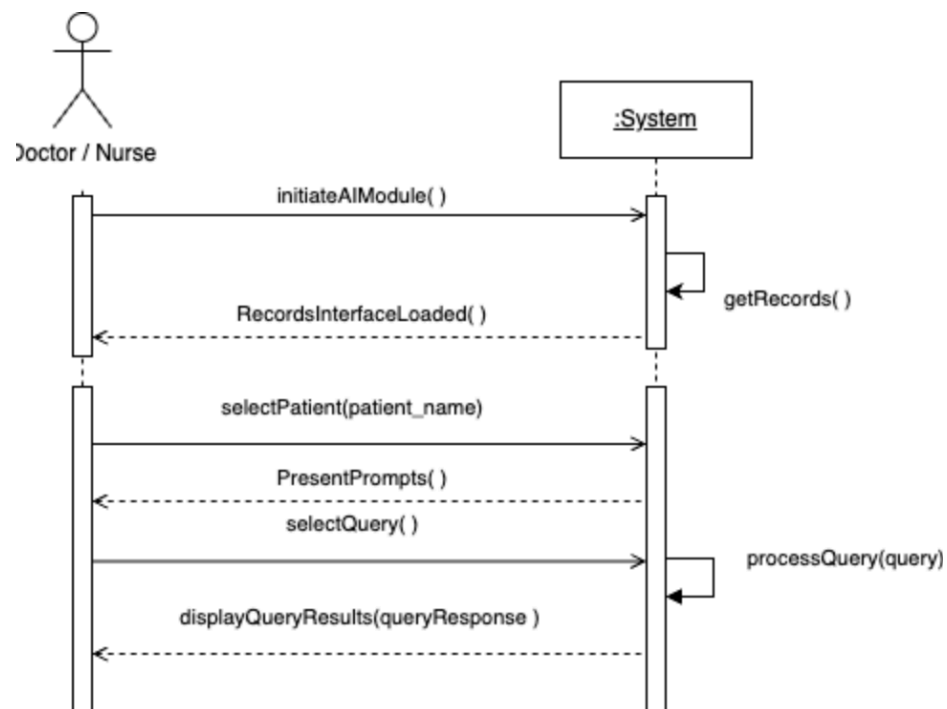 :System
Doctor / Nurse
initiateAIModule( )
getRecords( )
RecordsInterfaceLoaded( )
selectPatient(patient_name)
PresentPrompts( )
selectQuery( )
processQuery(query)
displayQueryResults(queryResponse )